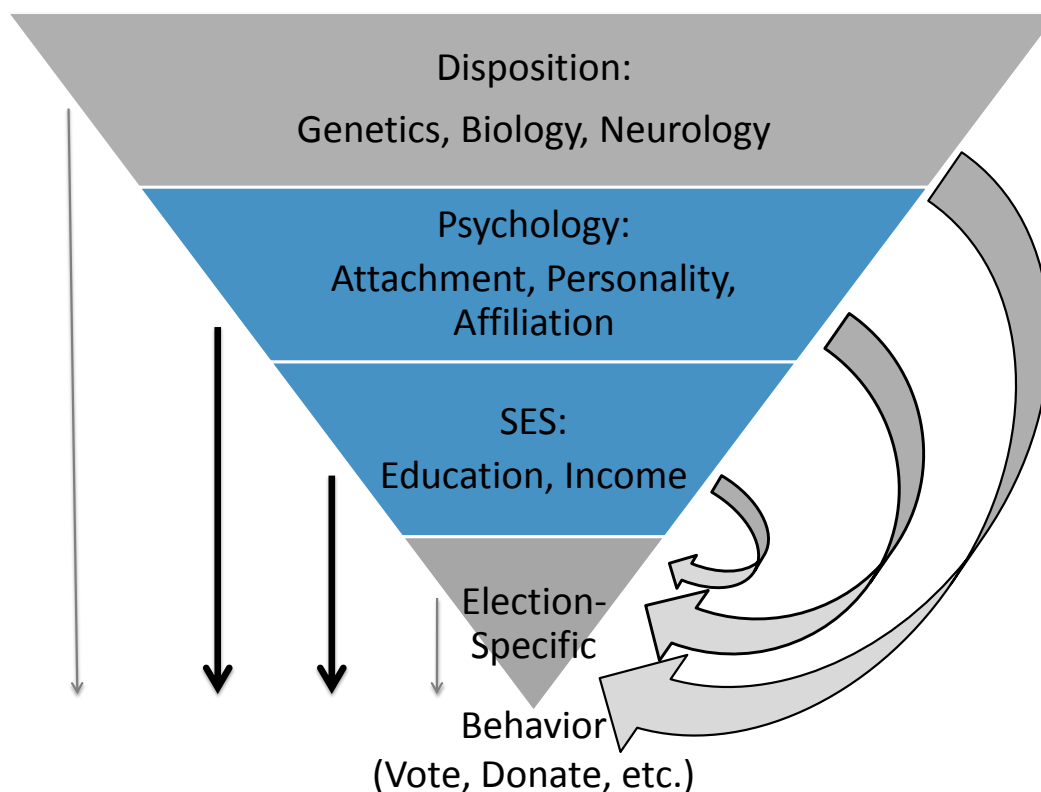 Disposition:
Genetics, Biology, Neurology
Psychology:
Attachment, Personality,
Affiliation
SES:
Education, Income
Election-
Specific
Behavior
(Vote, Donate, etc.)